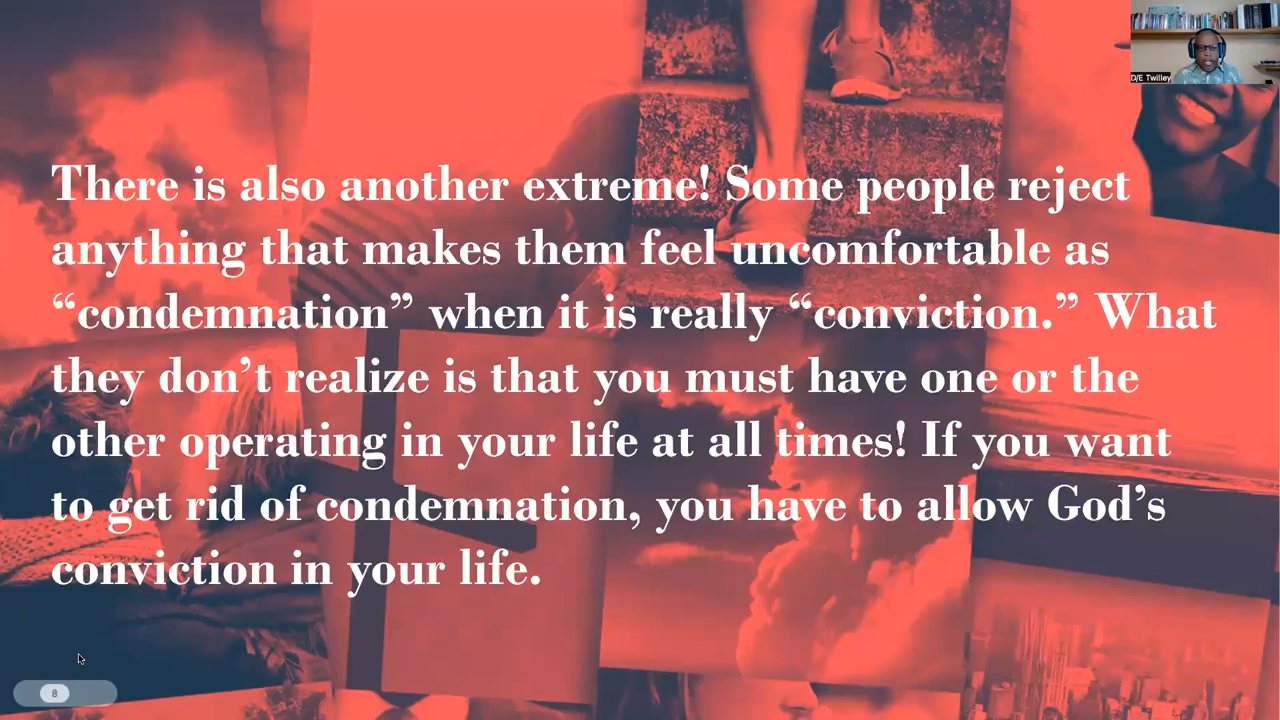 D/E Twilley
There is also another extreme! Some people reject
anything that makes them feel uncomfortable as
“condemnation” when it is really “conviction.” What
they don’t realize is that you must have one or the
other operating in your life at all times! If you want
to get rid of condemnation, you have to allow God’s
conviction in your life.
8